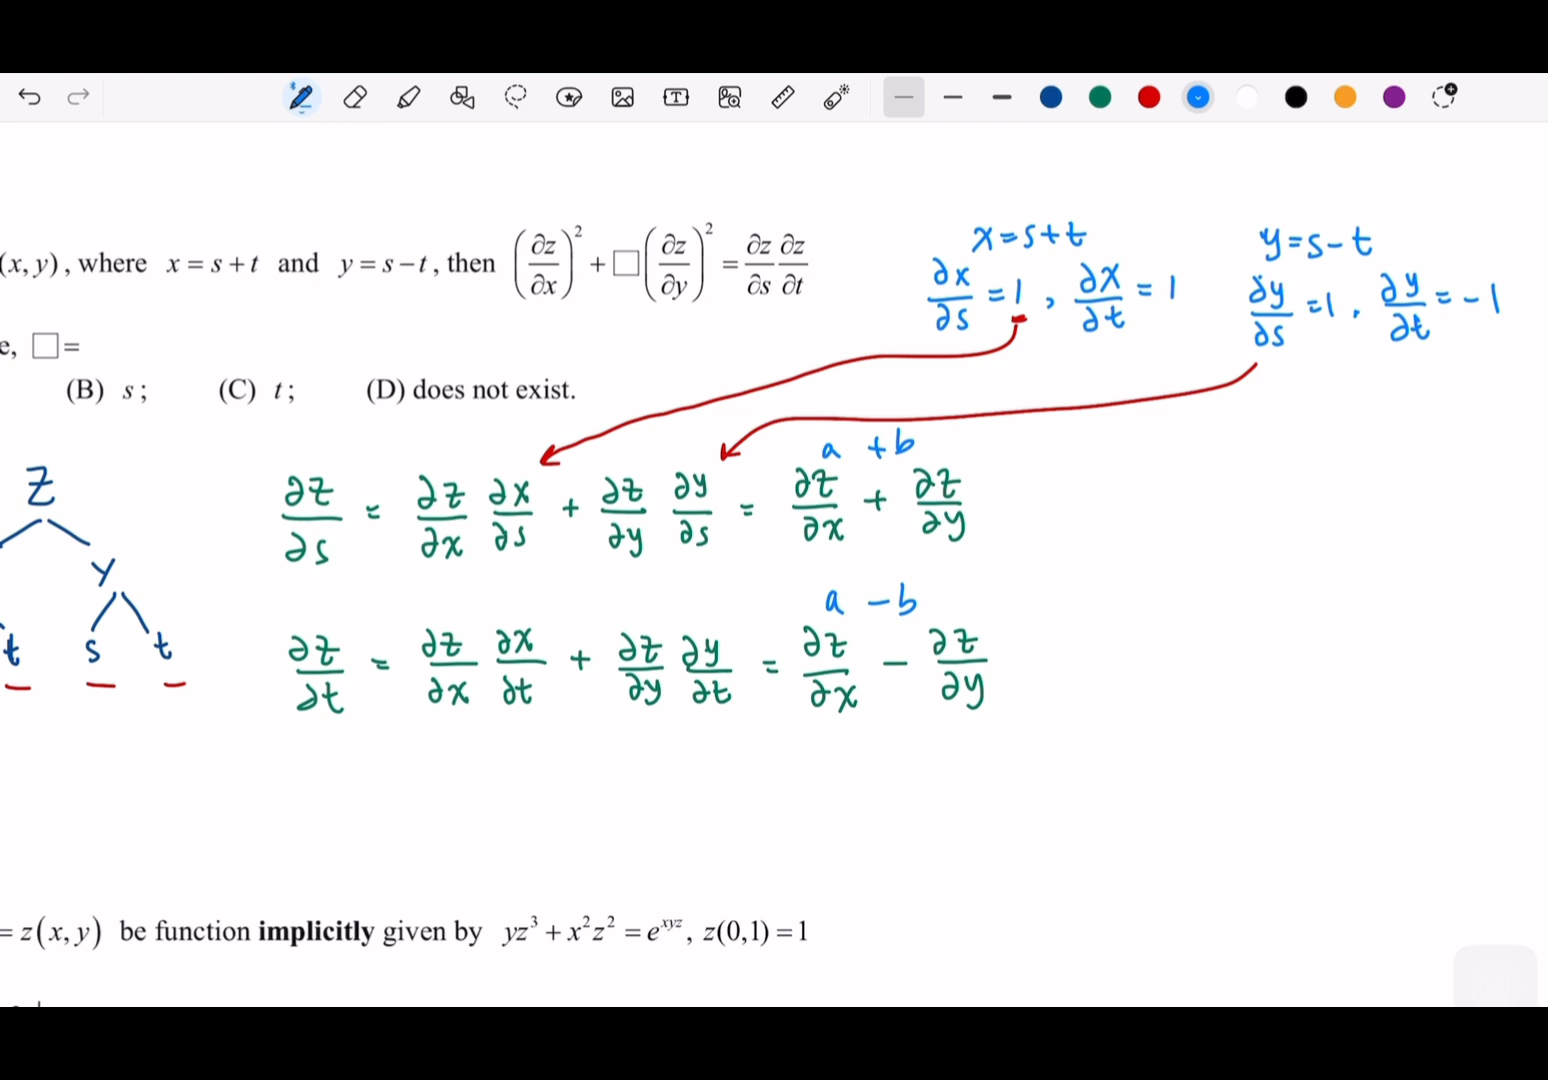 (x, y), where x = s + t and y = s − t, then (∂z/∂x)² + □(∂z/∂y)² = ∂z/∂s ∂z/∂t
x = s + t
∂x/∂s = 1, ∂x/∂t = 1
y = s − t
∂y/∂s = 1, ∂y/∂t = −1
e, □ =
(B) s; (C) t; (D) does not exist.
a + b
Z
∂z/∂s = ∂z/∂x ∂x/∂s + ∂z/∂y ∂y/∂s = ∂z/∂x + ∂z/∂y
y
a − b
t s t
∂z/∂t = ∂z/∂x ∂x/∂t + ∂z/∂y ∂y/∂t = ∂z/∂x − ∂z/∂y
= z(x, y) be function implicitly given by yz³ + x²z² = e^{xyz}, z(0,1) = 1